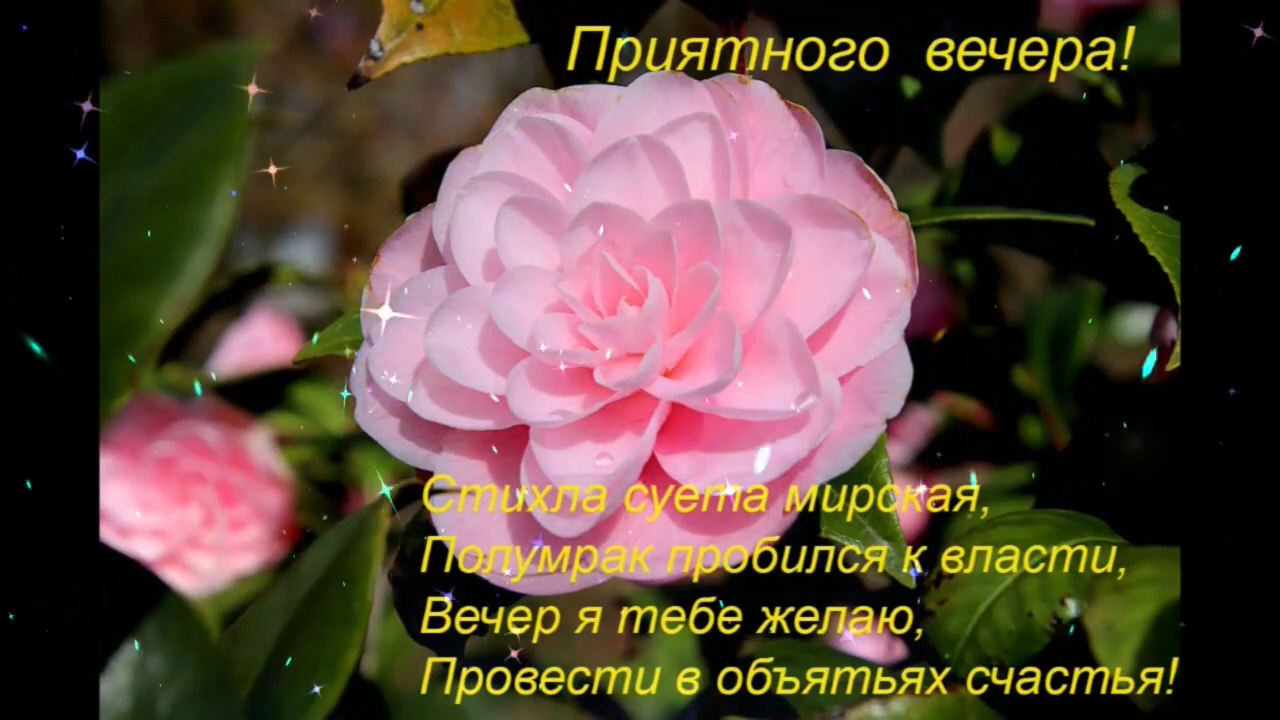 Приятного вечера!
Стихла суета мирская,
Полумрак пробился к власти,
Вечер я тебе желаю,
Провести в объятьях счастья!